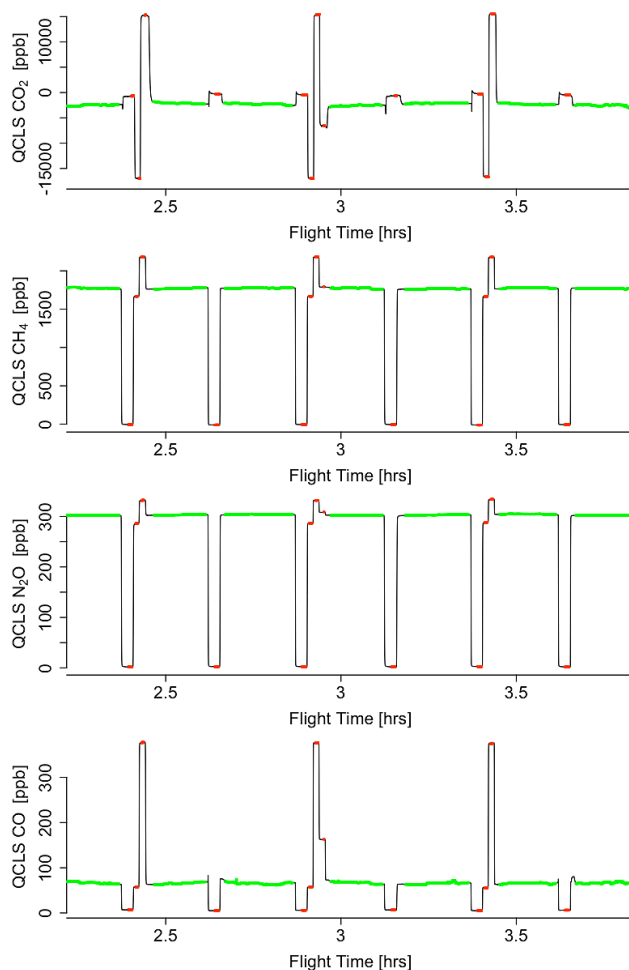 QCLS CO₂ [ppb]
10000
0
-15000
2.5 3 3.5
Flight Time [hrs]
QCLS CH₄ [ppb]
1500
500
0
2.5 3 3.5
Flight Time [hrs]
QCLS N₂O [ppb]
300
200
100
0
2.5 3 3.5
Flight Time [hrs]
QCLS CO [ppb]
300
200
100
0
2.5 3 3.5
Flight Time [hrs]